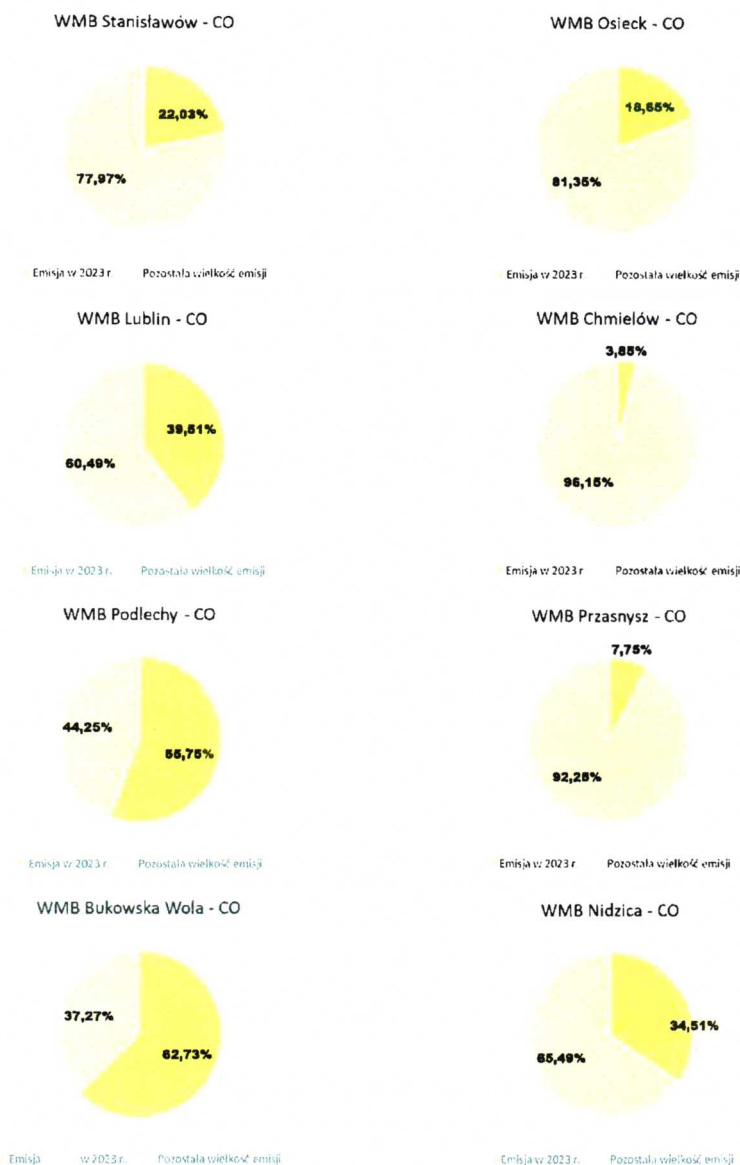 WMB Stanisławów - CO
22,03%
77,97%
Emisja w 2023 r. Pozostała wielkość emisji
WMB Osieck - CO
18,65%
81,35%
Emisja w 2023 r Pozostała wielkość emisji
WMB Lublin - CO
39,51%
60,49%
Emisja w 2023 r. Pozostała wielkość emisji
WMB Chmielów - CO
3,85%
96,15%
Emisja w 2023 r Pozostała wielkość emisji
WMB Podlechy - CO
44,25%
55,75%
Emisja w 2023 r. Pozostała wielkość emisji
WMB Przasnysz - CO
7,75%
92,25%
Emisja w 2023 r Pozostała wielkość emisji
WMB Bukowska Wola - CO
37,27%
62,73%
Emisja w 2023 r. Pozostała wielkość emisji
WMB Nidzica - CO
34,51%
65,49%
Emisja w 2023 r. Pozostała wielkość emisji